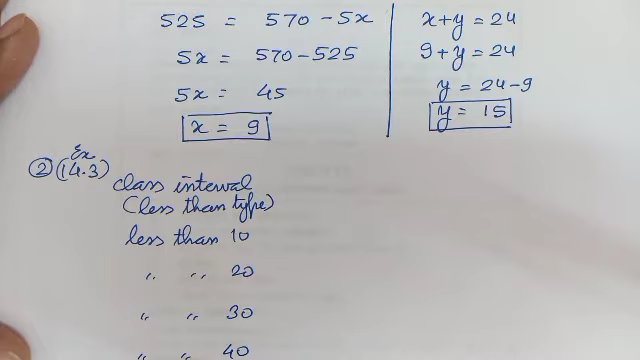 525 = 570 - 5x
5x = 570 - 525
5x = 45
x = 9
x + y = 24
9 + y = 24
y = 24 - 9
y = 15
② Ex (14.3)
class interval
(less than type)
less than 10
" " 20
" " 30
" " 40